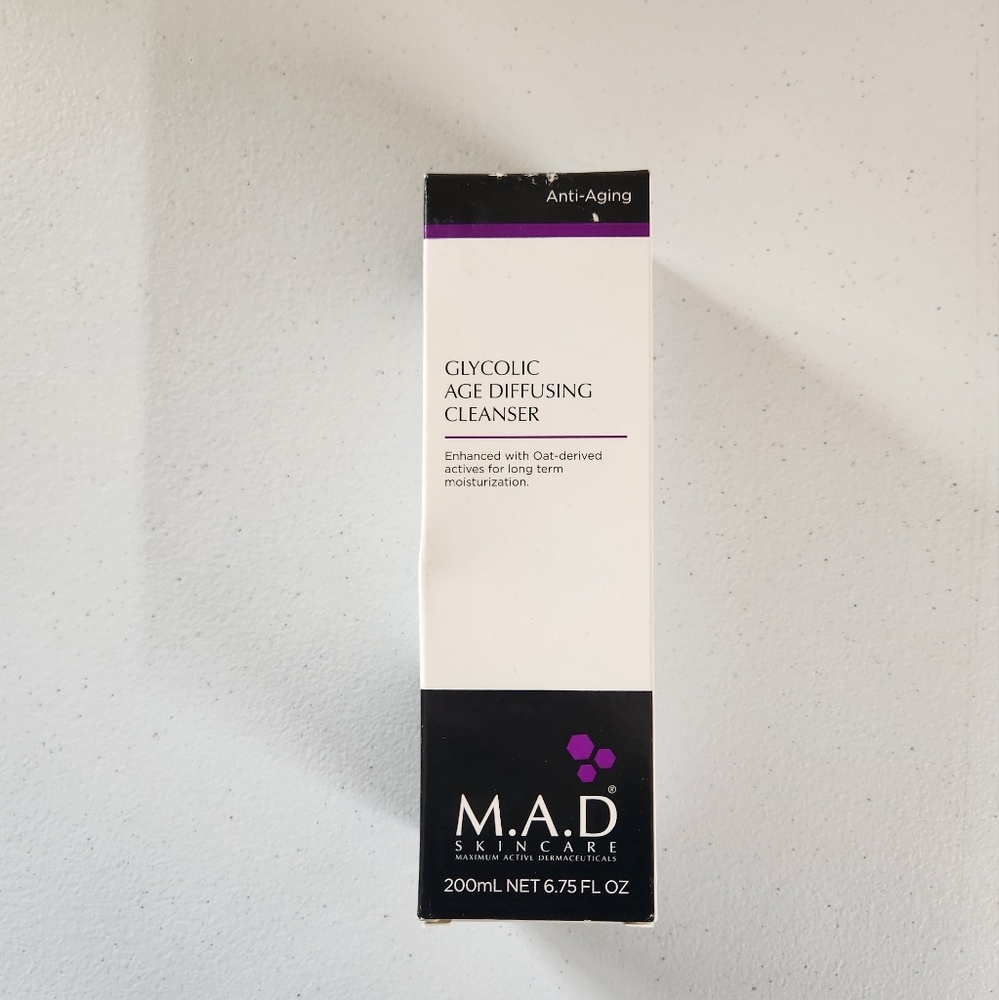 Anti-Aging
GLYCOLIC
AGE DIFFUSING
CLEANSER
Enhanced with Oat-derived
actives for long term
moisturization.
M.A.D®
SKINCARE
MAXIMUM ACTIVE DERMACEUTICALS
200mL NET 6.75 FL OZ